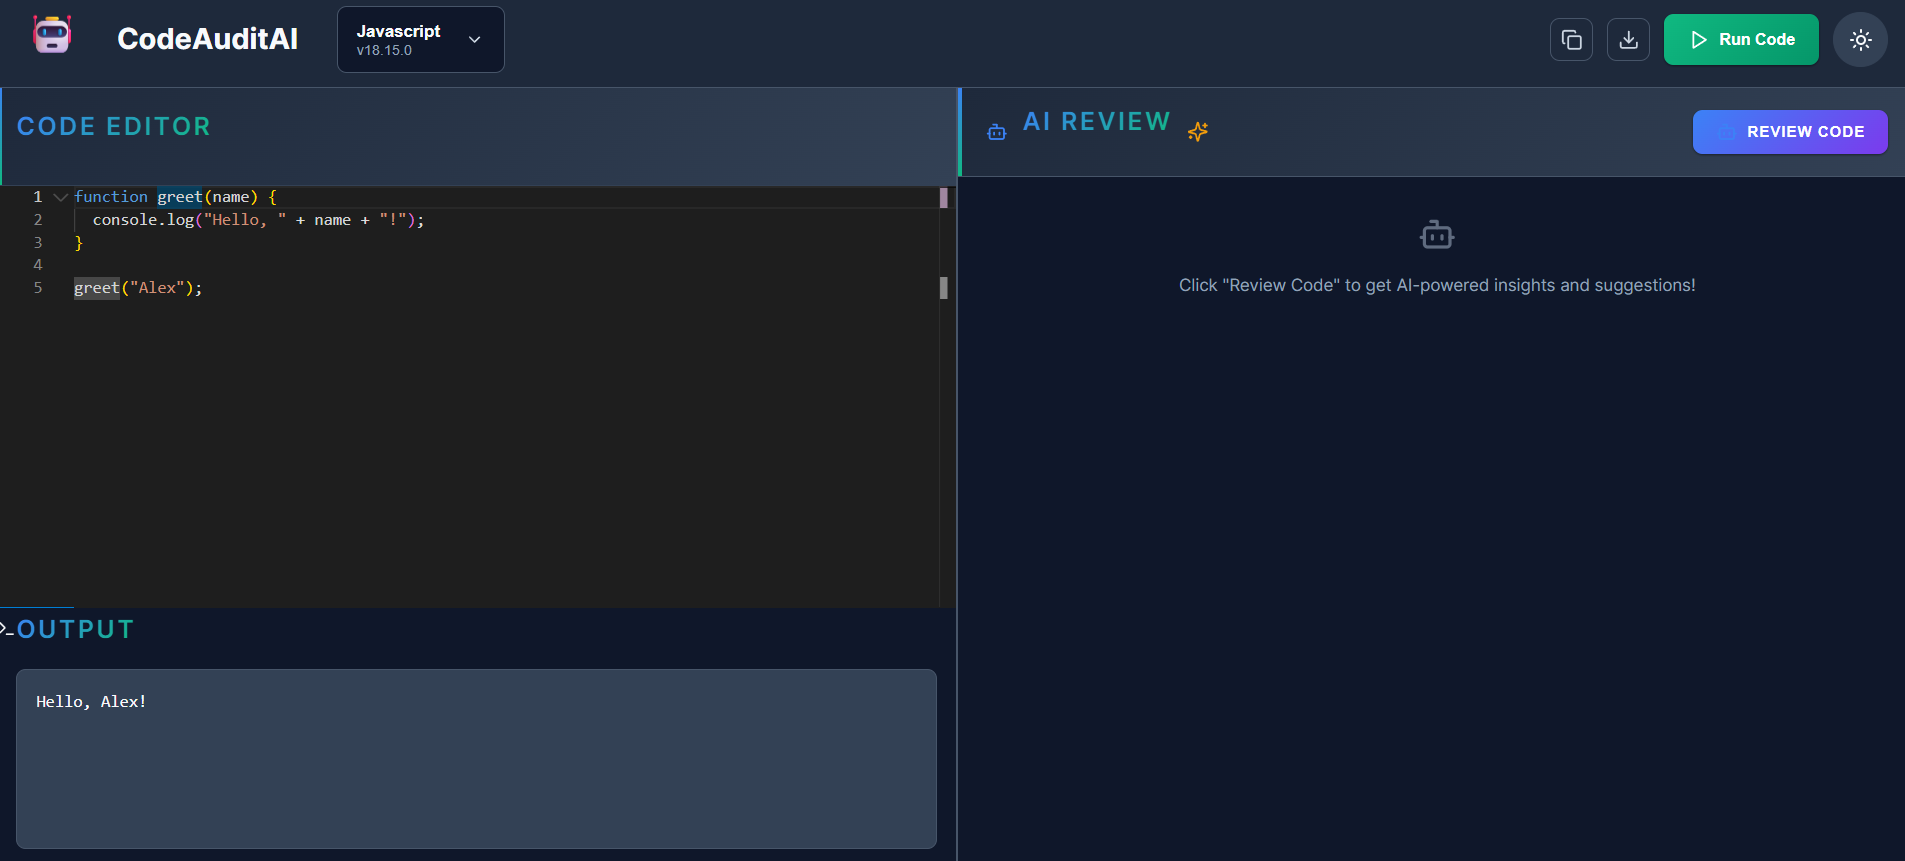 CodeAuditAI
Javascript
v18.15.0
Run Code
CODE EDITOR
1 function greet(name) {
2   console.log("Hello, " + name + "!");
3 }
4
5 greet("Alex");
>_OUTPUT
Hello, Alex!
AI REVIEW
REVIEW CODE
Click "Review Code" to get AI-powered insights and suggestions!